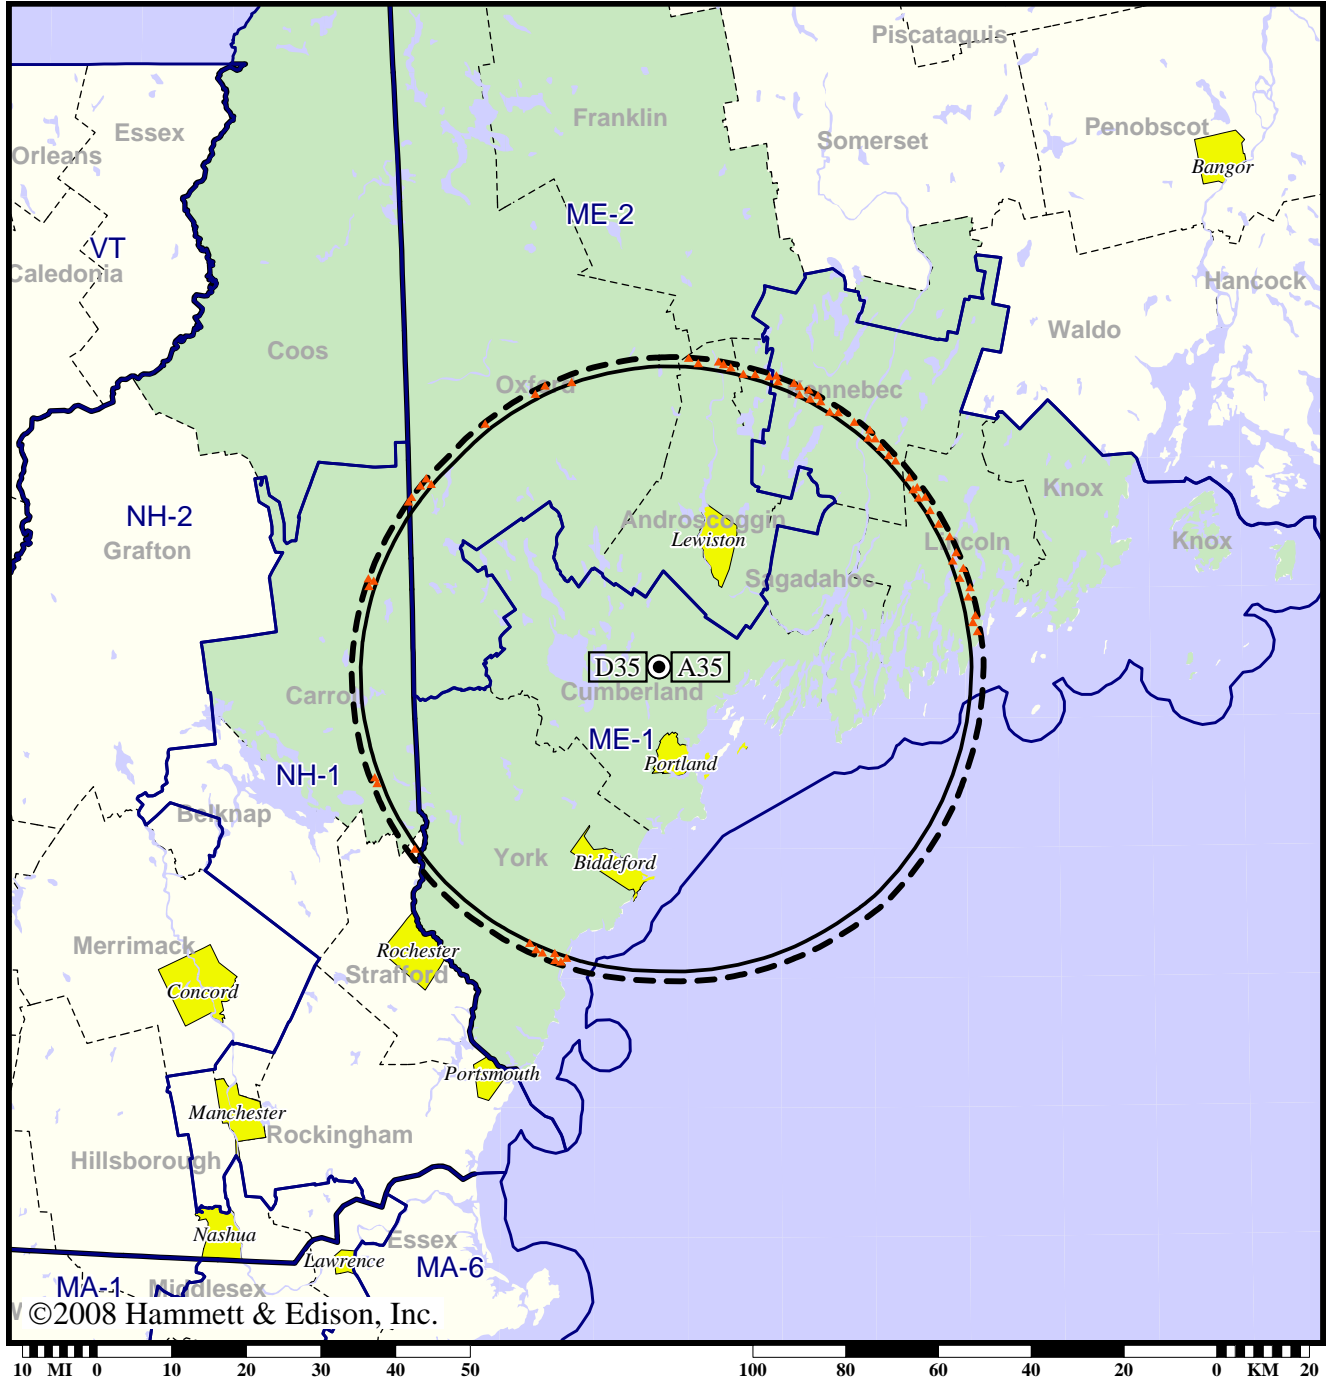 Piscataquis
Essex
Franklin
Penobscot
Orleans
Somerset
Bangor
ME-2
VT
Caledonia
Hancock
Waldo
Coos
Oxford
Kennebec
Knox
NH-2
Androscoggin
Lewiston
Lincoln
Knox
Grafton
Sagadahoc
D35
A35
Carroll
Cumberland
ME-1
Portland
NH-1
Belknap
York
Biddeford
Merrimack
Rochester
Strafford
Concord
Portsmouth
Manchester
Rockingham
Hillsborough
Nashua
Essex
Lawrence
MA-6
MA-1
Middlesex
©2008 Hammett & Edison, Inc.
10 MI 0 10 20 30 40 50 100 80 60 40 20 0 KM 20